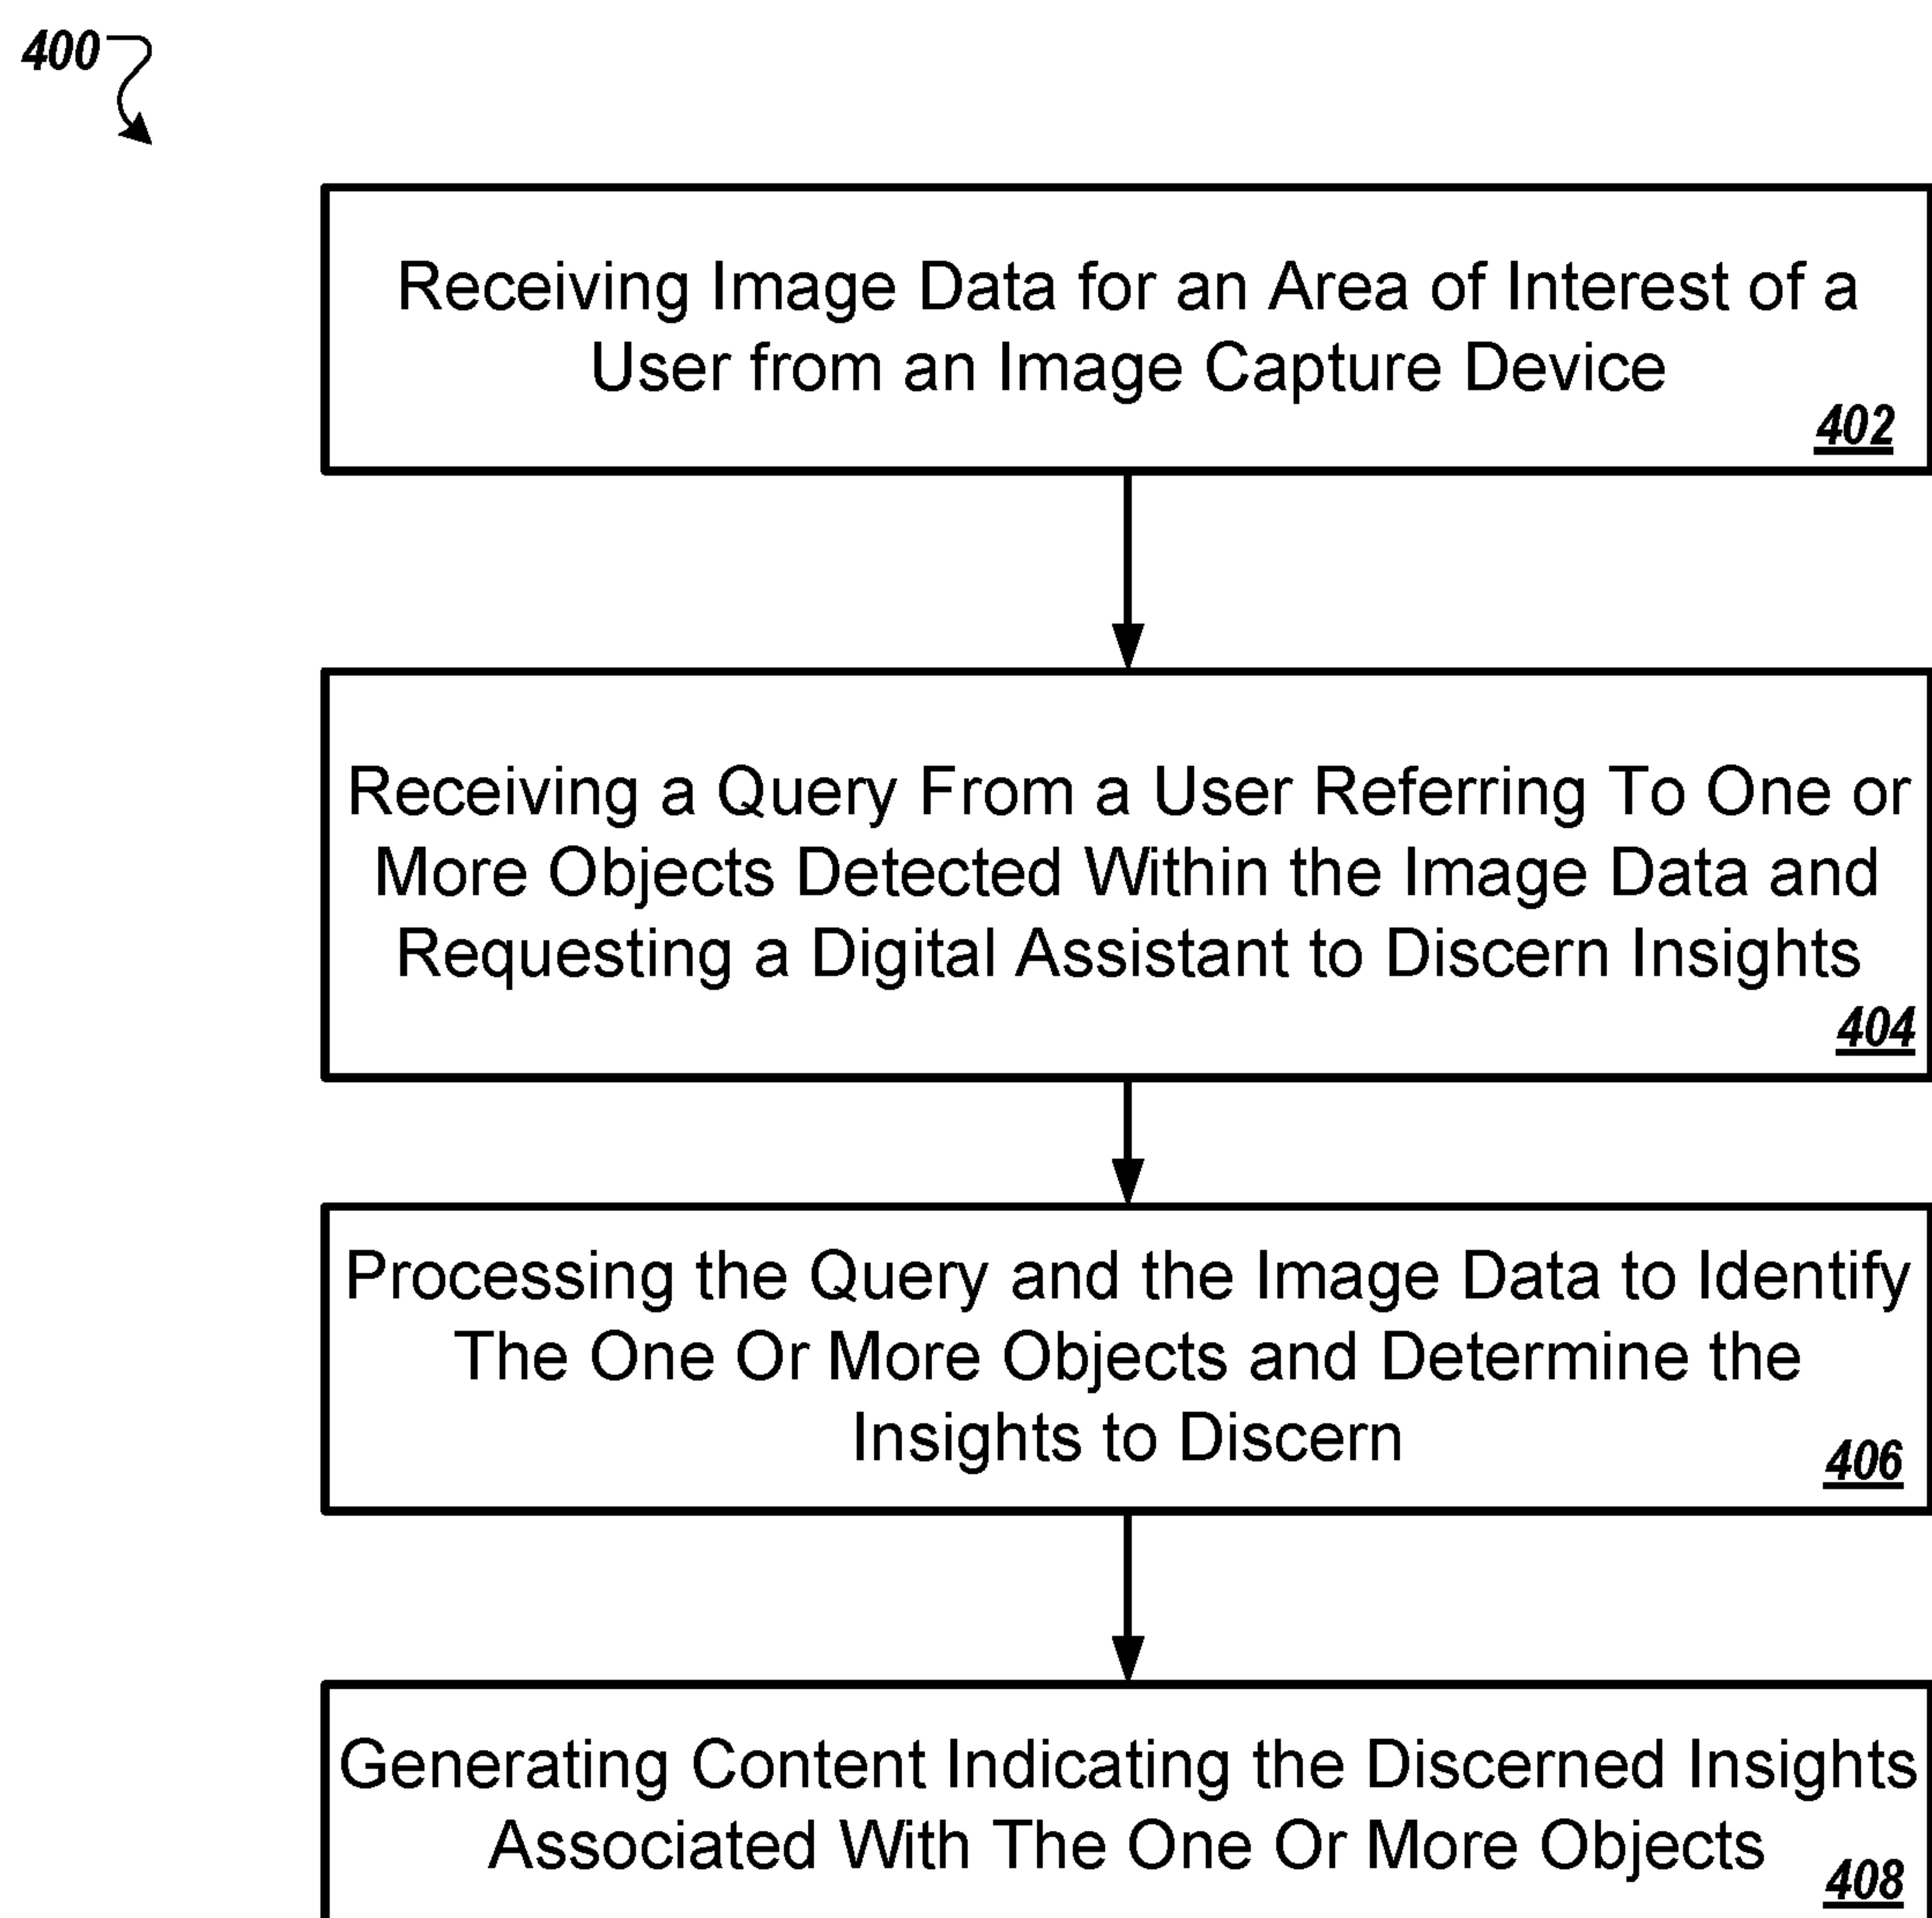 400
Receiving Image Data for an Area of Interest of a
User from an Image Capture Device
402
Receiving a Query From a User Referring To One or
More Objects Detected Within the Image Data and
Requesting a Digital Assistant to Discern Insights
404
Processing the Query and the Image Data to Identify
The One Or More Objects and Determine the
Insights to Discern
406
Generating Content Indicating the Discerned Insights
Associated With The One Or More Objects
408